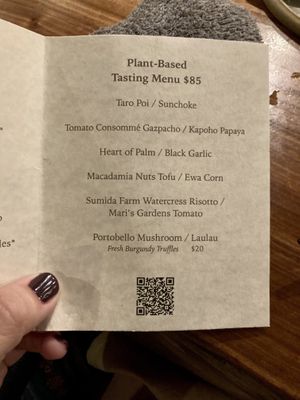 Plant-Based
Tasting Menu $85
Taro Poi / Sunchoke
Tomato Consommé Gazpacho / Kapoho Papaya
Heart of Palm / Black Garlic
Macadamia Nuts Tofu / Ewa Corn
Sumida Farm Watercress Risotto /
Mari's Gardens Tomato
Portobello Mushroom / Laulau
Fresh Burgundy Truffles $20